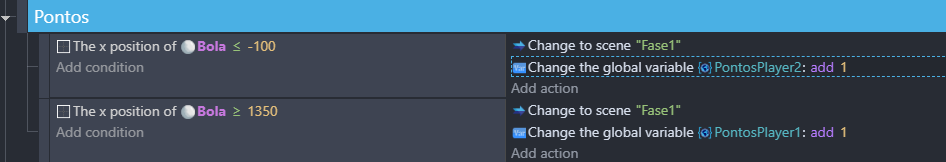 Pontos
The x position of Bola ≤ -100
Add condition
Change to scene "Fase1"
Var Change the global variable PontosPlayer2: add 1
Add action
The x position of Bola ≥ 1350
Add condition
Change to scene "Fase1"
Var Change the global variable PontosPlayer1: add 1
Add action